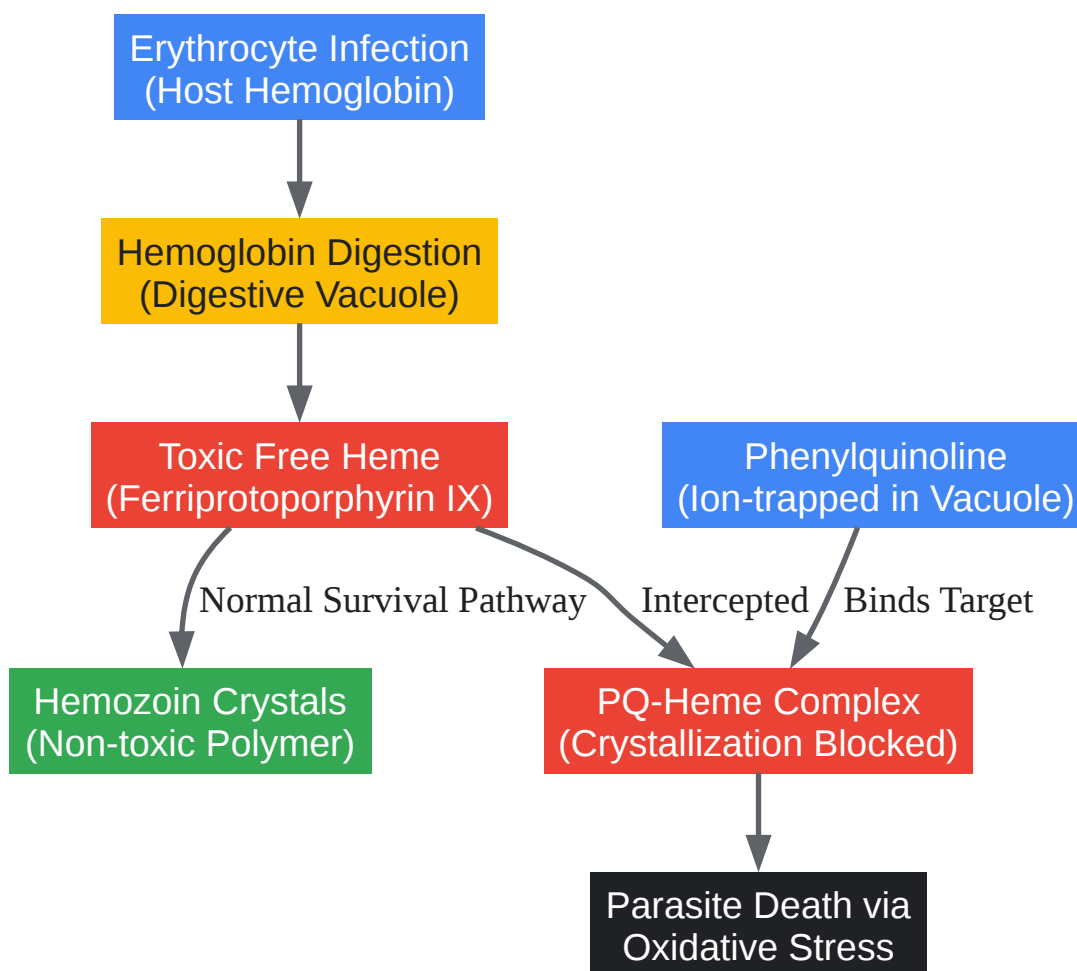 Erythrocyte Infection
(Host Hemoglobin)
Hemoglobin Digestion
(Digestive Vacuole)
Toxic Free Heme
(Ferriprotoporphyrin IX)
Phenylquinoline
(Ion-trapped in Vacuole)
Normal Survival Pathway
Intercepted
Binds Target
Hemozoin Crystals
(Non-toxic Polymer)
PQ-Heme Complex
(Crystallization Blocked)
Parasite Death via
Oxidative Stress